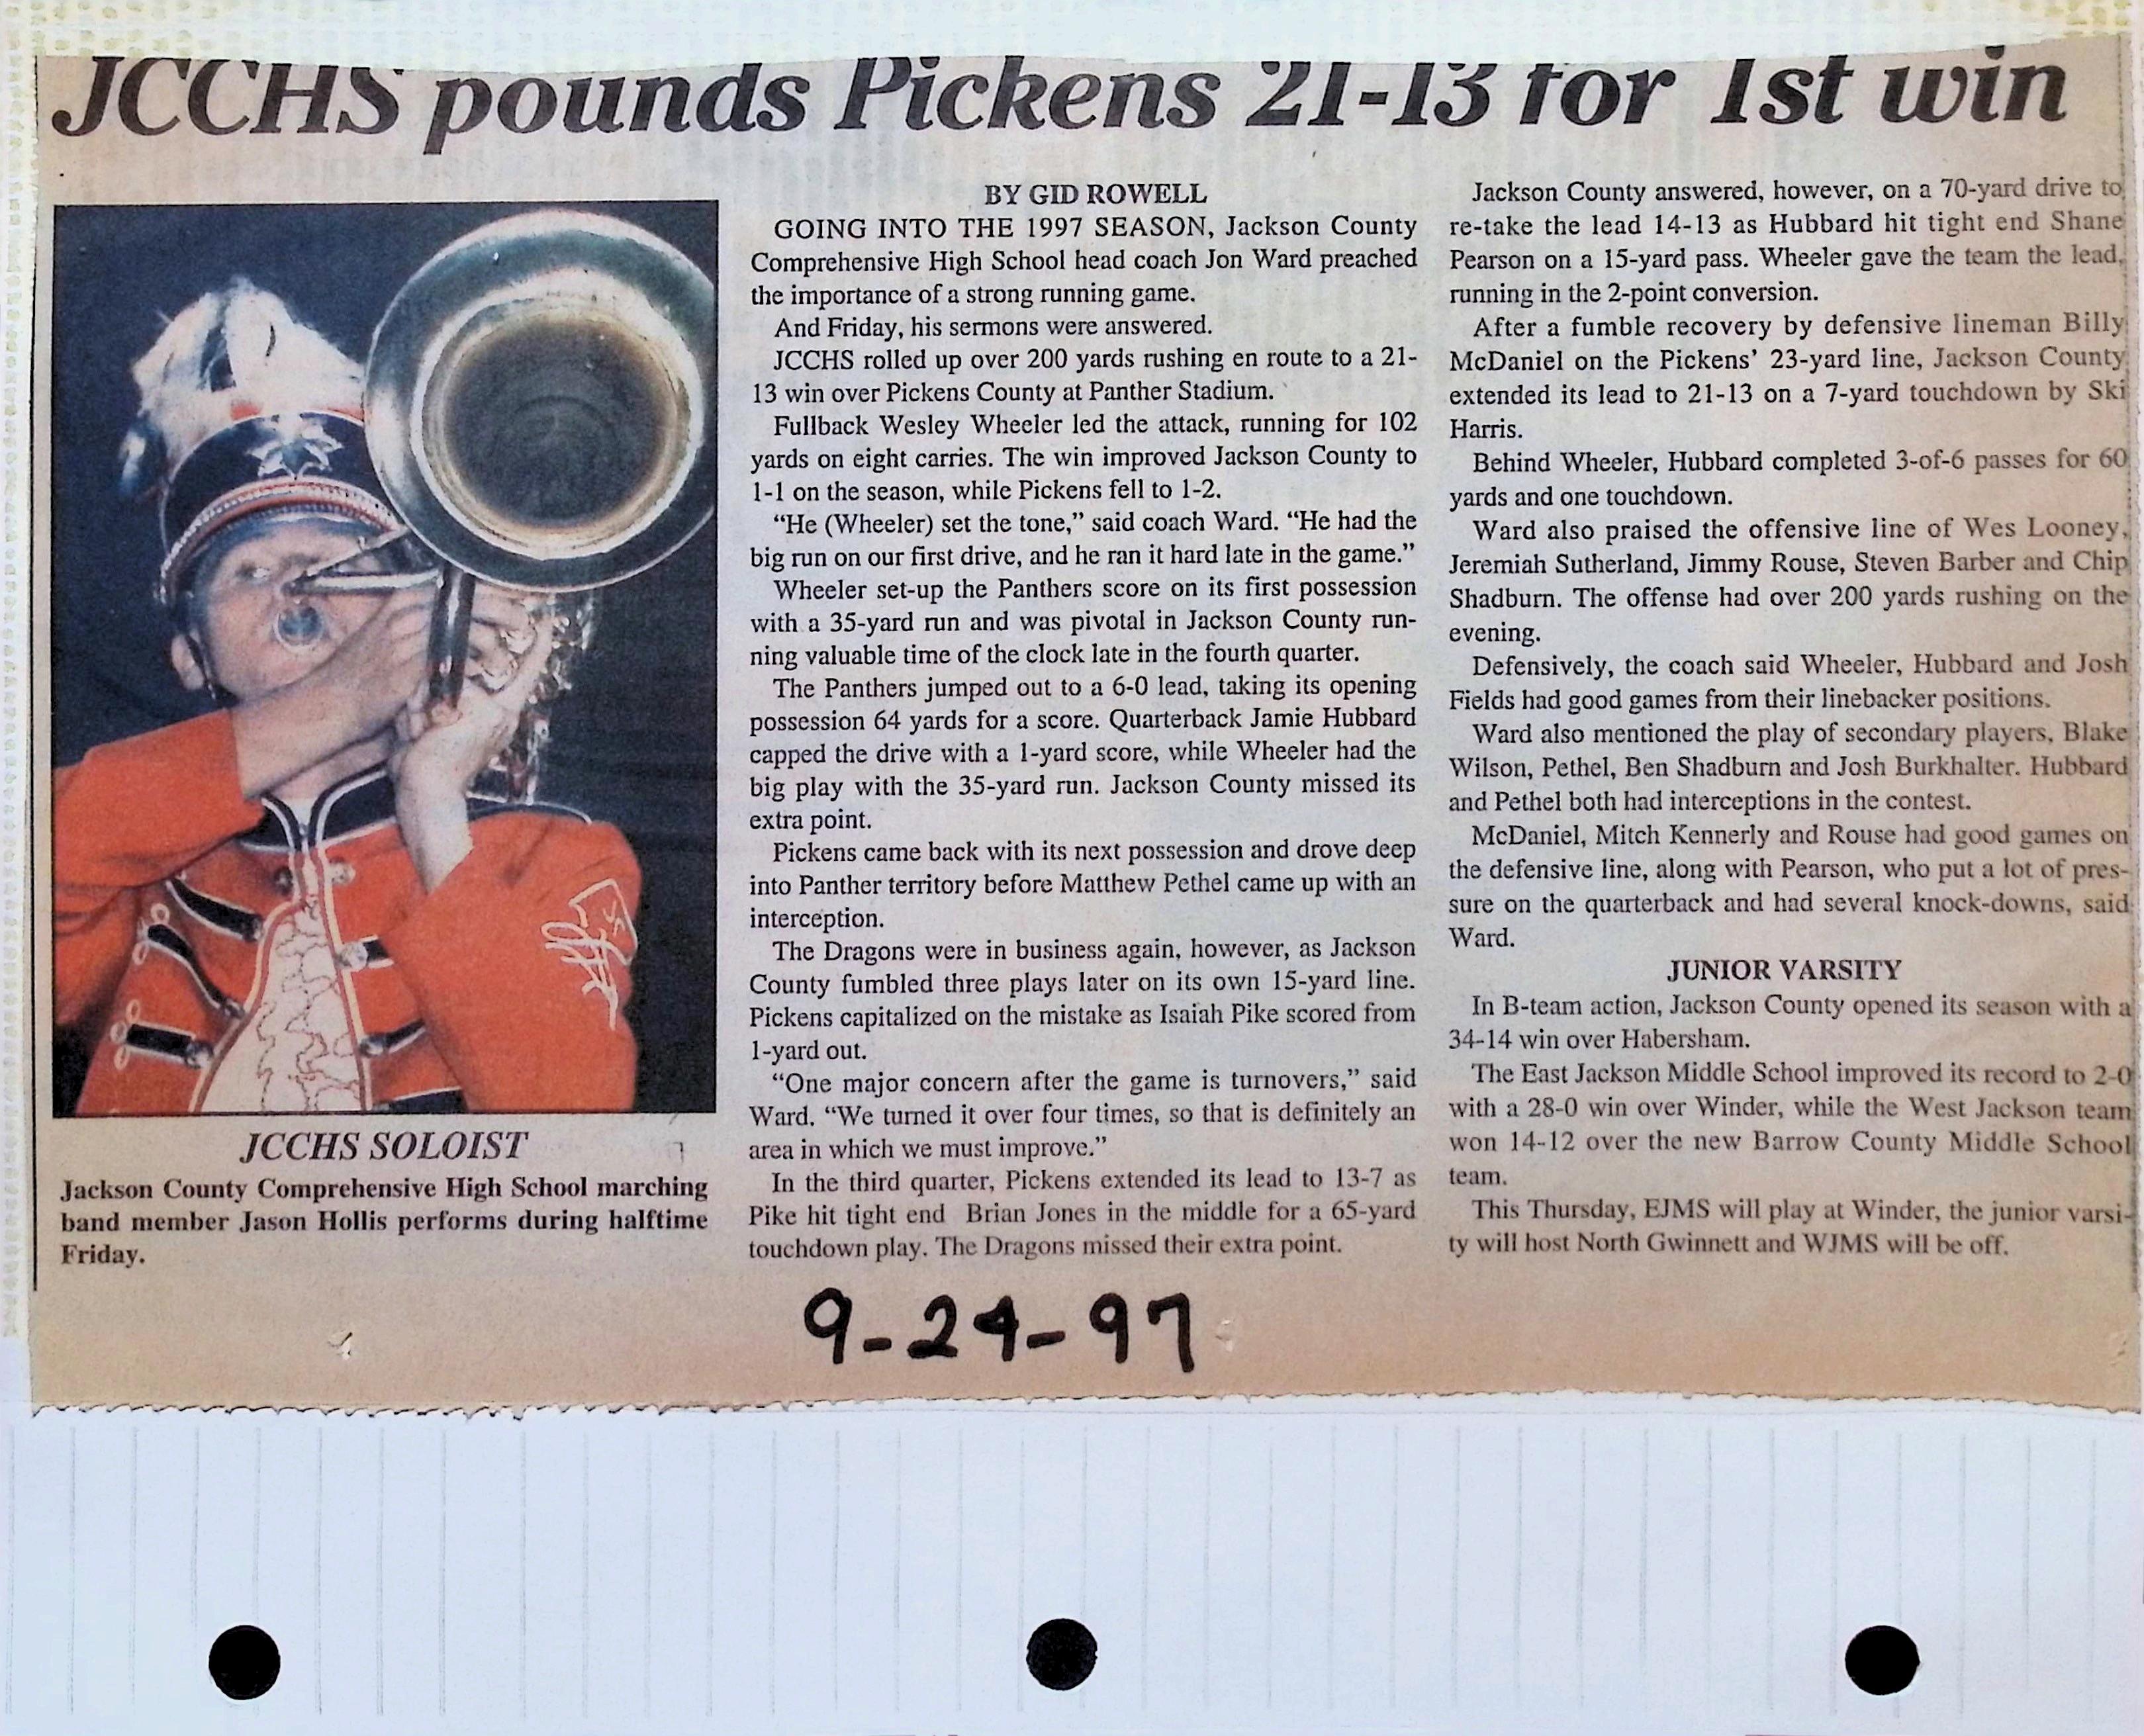 JCCHS pounds Pickens 21-13 for 1st win
JCCHS SOLOIST
Jackson County Comprehensive High School marching
band member Jason Hollis performs during halftime
Friday.
BY GID ROWELL
GOING INTO THE 1997 SEASON, Jackson County
Comprehensive High School head coach Jon Ward preached
the importance of a strong running game.
And Friday, his sermons were answered.
JCCHS rolled up over 200 yards rushing en route to a 21-
13 win over Pickens County at Panther Stadium.
Fullback Wesley Wheeler led the attack, running for 102
yards on eight carries. The win improved Jackson County to
1-1 on the season, while Pickens fell to 1-2.
“He (Wheeler) set the tone,” said coach Ward. “He had the
big run on our first drive, and he ran it hard late in the game.”
Wheeler set-up the Panthers score on its first possession
with a 35-yard run and was pivotal in Jackson County run-
ning valuable time of the clock late in the fourth quarter.
The Panthers jumped out to a 6-0 lead, taking its opening
possession 64 yards for a score. Quarterback Jamie Hubbard
capped the drive with a 1-yard score, while Wheeler had the
big play with the 35-yard run. Jackson County missed its
extra point.
Pickens came back with its next possession and drove deep
into Panther territory before Matthew Pethel came up with an
interception.
The Dragons were in business again, however, as Jackson
County fumbled three plays later on its own 15-yard line.
Pickens capitalized on the mistake as Isaiah Pike scored from
1-yard out.
“One major concern after the game is turnovers,” said
Ward. “We turned it over four times, so that is definitely an
area in which we must improve.”
In the third quarter, Pickens extended its lead to 13-7 as
Pike hit tight end Brian Jones in the middle for a 65-yard
touchdown play. The Dragons missed their extra point.
Jackson County answered, however, on a 70-yard drive to
re-take the lead 14-13 as Hubbard hit tight end Shane
Pearson on a 15-yard pass. Wheeler gave the team the lead,
running in the 2-point conversion.
After a fumble recovery by defensive lineman Billy
McDaniel on the Pickens’ 23-yard line, Jackson County
extended its lead to 21-13 on a 7-yard touchdown by Ski
Harris.
Behind Wheeler, Hubbard completed 3-of-6 passes for 60
yards and one touchdown.
Ward also praised the offensive line of Wes Looney,
Jeremiah Sutherland, Jimmy Rouse, Steven Barber and Chip
Shadburn. The offense had over 200 yards rushing on the
evening.
Defensively, the coach said Wheeler, Hubbard and Josh
Fields had good games from their linebacker positions.
Ward also mentioned the play of secondary players, Blake
Wilson, Pethel, Ben Shadburn and Josh Burkhalter. Hubbard
and Pethel both had interceptions in the contest.
McDaniel, Mitch Kennerly and Rouse had good games on
the defensive line, along with Pearson, who put a lot of pres-
sure on the quarterback and had several knock-downs, said
Ward.
JUNIOR VARSITY
In B-team action, Jackson County opened its season with a
34-14 win over Habersham.
The East Jackson Middle School improved its record to 2-0
with a 28-0 win over Winder, while the West Jackson team
won 14-12 over the new Barrow County Middle School
team.
This Thursday, EJMS will play at Winder, the junior varsi-
ty will host North Gwinnett and WJMS will be off.
9-24-97